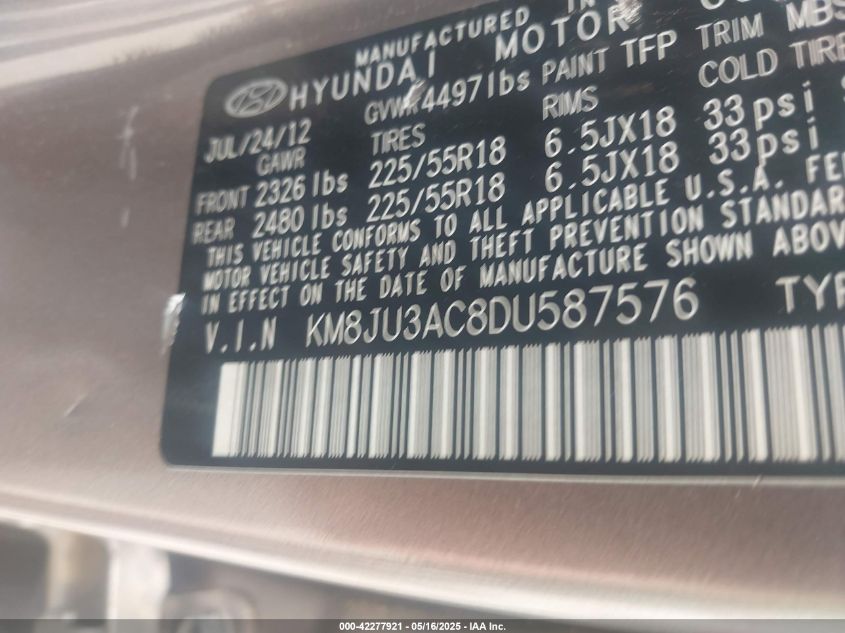 MANUFACTURED IN
HYUNDAI MOTOR
JUL/24/12 GVWR 4497lbs PAINT TFP TRIM MBS
GAWR TIRES RIMS COLD TIRE
FRONT 2326 lbs 225/55R18 6.5JX18 33psi
REAR 2480 lbs 225/55R18 6.5JX18 33psi
THIS VEHICLE CONFORMS TO ALL APPLICABLE U.S.A. FE
MOTOR VEHICLE SAFETY AND THEFT PREVENTION STANDAR
IN EFFECT ON THE DATE OF MANUFACTURE SHOWN ABOV
V.I.N KM8JU3AC8DU587576 TYP
000-42277921 - 05/16/2025 - IAA Inc.